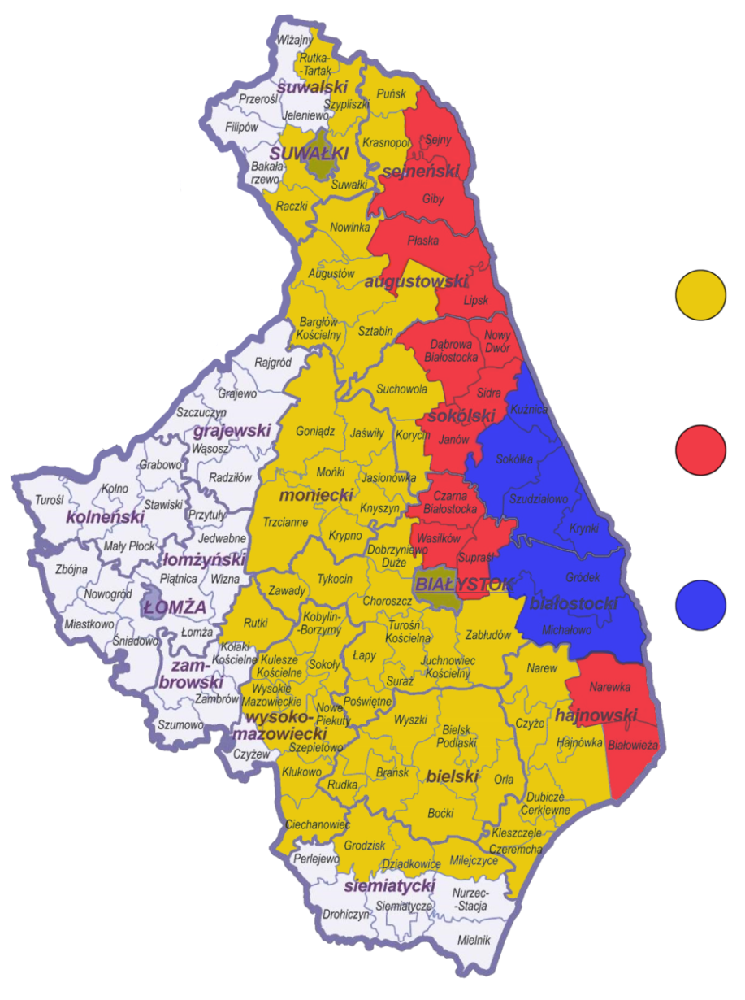 Wiżajny
Rutka-
-Tartak
suwalski
Puńsk
Przerośl
Szypliszki
Jeleniewo
Filipów
Sejny
Krasnopol
SUWAŁKI
Bakała-
rzewo
sejneński
Suwałki
Giby
Raczki
Nowinka
Płaska
Augustów
augustowski
Lipsk
Bargłów
Kościelny
Sztabin
Nowy
Dwór
Dąbrowa
Białostocka
Rajgród
Suchowola
Grajewo
Sidra
Szczuczyn
Kuźnica
sokólski
grajewski
Goniądz
Jaświły
Korycin
Janów
Wąsosz
Sokółka
Grabowo
Radziłów
Mońki
Jasionówka
Kolno
Turośl
moniecki
Czarna
Białostocka
Szudziałowo
Stawiski
Knyszyn
kolneński
Przytuły
Trzcianne
Krynki
Krypno
Wasilków
Jedwabne
Mały Płock
Dobrzyniewo
Duże
Supraśl
łomżyński
Zbójna
Piątnica
Wizna
Tykocin
Gródek
BIAŁYSTOK
Nowogród
Zawady
Choroszcz
białostocki
ŁOMŻA
Miastkowo
Rutki
Kobylin-
-Borzymy
Turośń
Kościelna
Michałowo
Łomża
Zabłudów
Śniadowo
Kołaki
Kościelne
Łapy
zam-
browski
Kulesze
Kościelne
Sokoły
Juchnowiec
Kościelny
Narew
Suraż
Narewka
Wysokie
Mazowieckie
Zambrów
Poświętne
Nowe
Piekuty
hajnowski
wysoko-
mazowiecki
Wyszki
Czyże
Szumowo
Bielsk
Podlaski
Hajnówka
Białowieża
Szepietowo
Czyżew
Klukowo
Brańsk
bielski
Orla
Rudka
Dubicze
Cerkiewne
Boćki
Ciechanowiec
Kleszczele
Grodzisk
Czeremcha
Perlejewo
Dziadkowice
Milejczyce
siemiatycki
Nurzec-
-Stacja
Siemiatycze
Drohiczyn
Mielnik